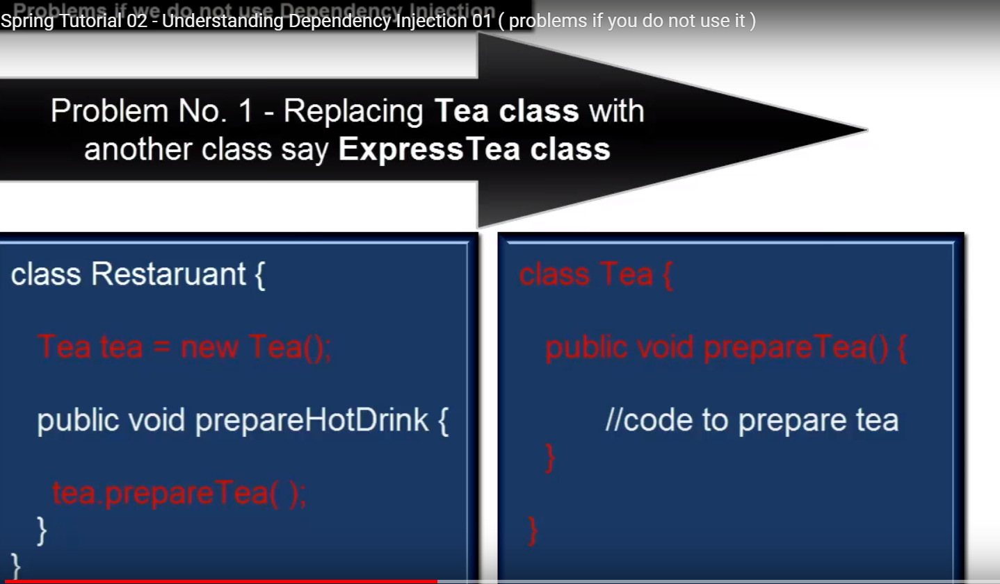 Problems if we do not use Dependency Injection
Spring Tutorial 02 - Understanding Dependency Injection 01 ( problems if you do not use it )
Problem No. 1 - Replacing Tea class with
another class say ExpressTea class
class Restaruant {
Tea tea = new Tea();
public void prepareHotDrink {
tea.prepareTea( );
}
}
class Tea {
public void prepareTea() {
//code to prepare tea
}
}